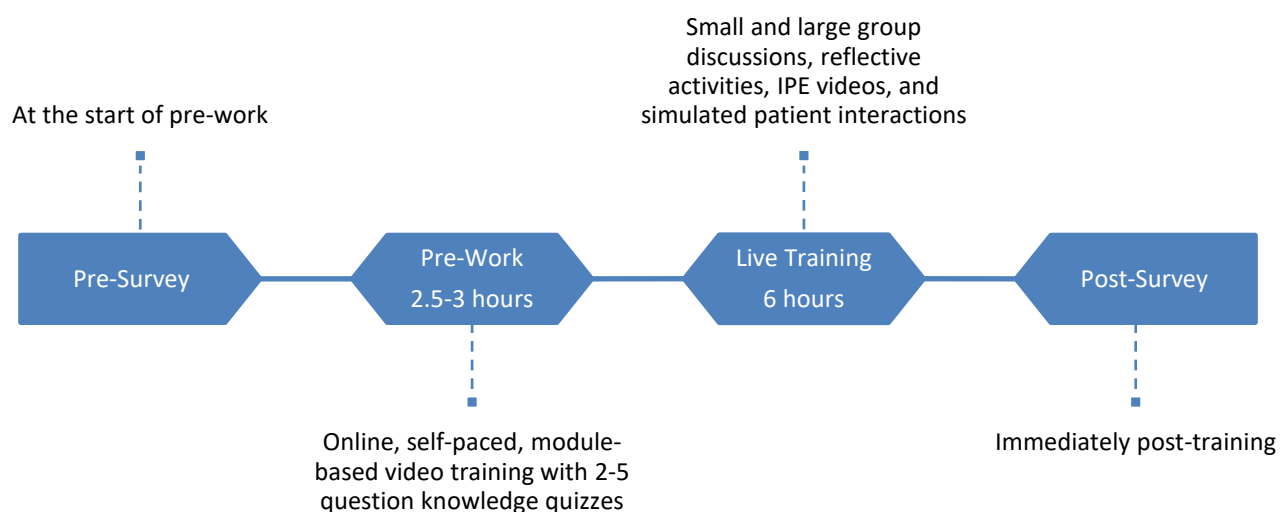 Small and large group
discussions, reflective
activities, IPE videos, and
simulated patient interactions
At the start of pre-work
Pre-Survey
Pre-Work
2.5-3 hours
Live Training
6 hours
Post-Survey
Online, self-paced, module-
based video training with 2-5
question knowledge quizzes
Immediately post-training